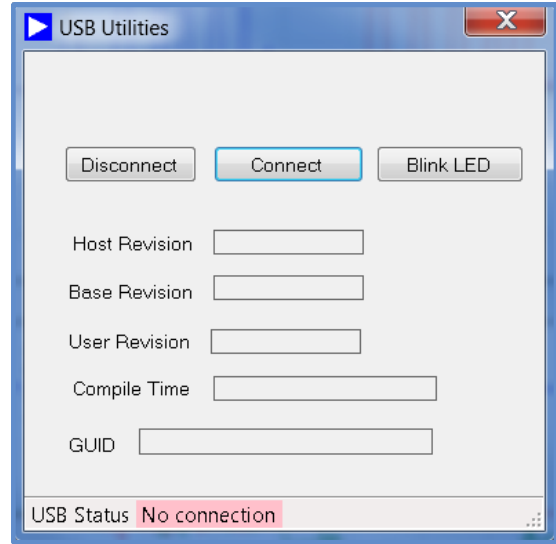 USB Utilities
Disconnect Connect Blink LED
Host Revision
Base Revision
User Revision
Compile Time
GUID
USB Status No connection